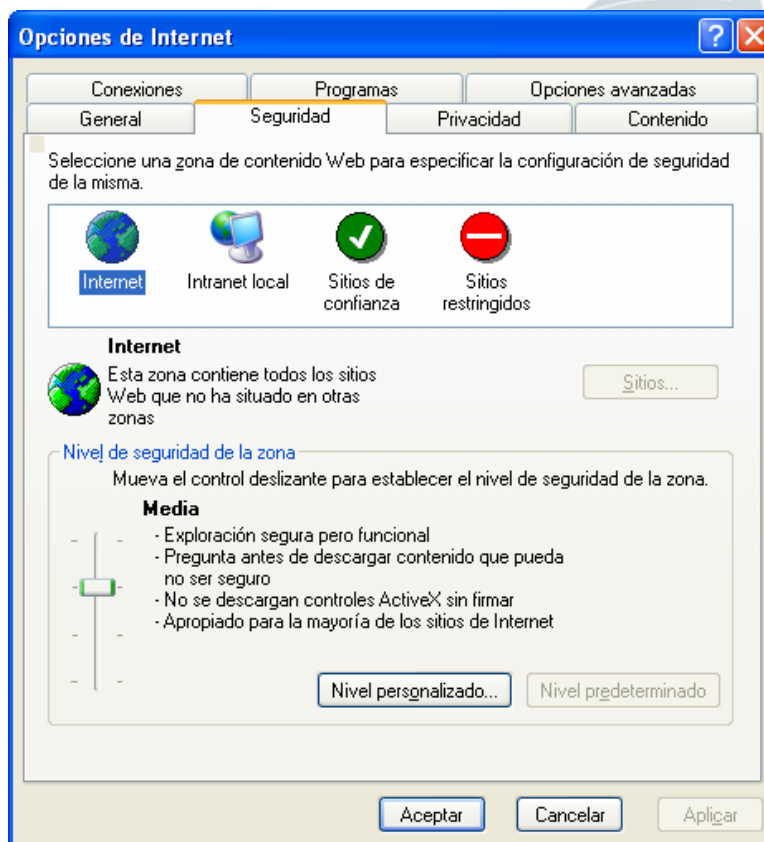 Opciones de Internet
Conexiones
Programas
Opciones avanzadas
General
Seguridad
Privacidad
Contenido
Seleccione una zona de contenido Web para especificar la configuración de seguridad
de la misma.
Internet
Intranet local
Sitios de
confianza
Sitios
restringidos
Internet
Esta zona contiene todos los sitios
Web que no ha situado en otras
zonas
Sitios...
Nivel de seguridad de la zona
Mueva el control deslizante para establecer el nivel de seguridad de la zona.
Media
- Exploración segura pero funcional
- Pregunta antes de descargar contenido que pueda
no ser seguro
- No se descargan controles ActiveX sin firmar
- Apropiado para la mayoría de los sitios de Internet
Nivel personalizado...
Nivel predeterminado
Aceptar
Cancelar
Aplicar